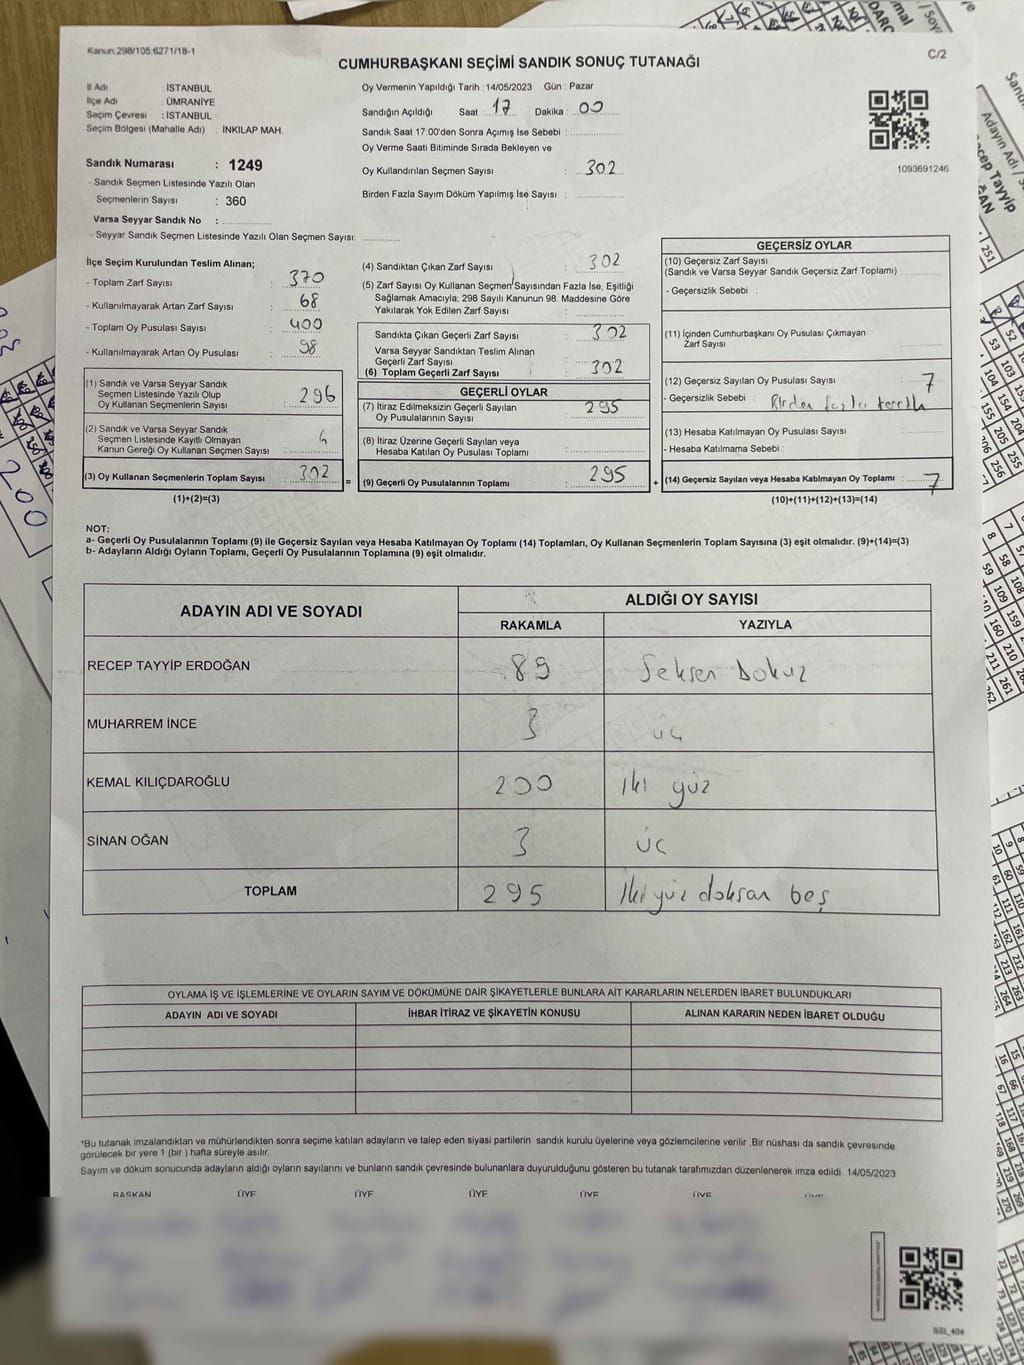 Kanun.298/105:6271/18-1
C/2
CUMHURBAŞKANI SEÇİMİ SANDIK SONUÇ TUTANAĞI
İl Adı : İSTANBUL
İlçe Adı : ÜMRANİYE
Seçim Çevresi : İSTANBUL
Seçim Bölgesi (Mahalle Adı) : İNKILAP MAH.
Sandık Numarası : 1249
- Sandık Seçmen Listesinde Yazılı Olan
Seçmenlerin Sayısı : 360
Varsa Seyyar Sandık No :
- Seyyar Sandık Seçmen Listesinde Yazılı Olan Seçmen Sayısı:
Oy Vermenin Yapıldığı Tarih : 14/05/2023 Gün : Pazar
Sandığın Açıldığı Saat : 17 Dakika : 00
Sandık Saat 17:00'den Sonra Açımış İse Sebebi :
Oy Verme Saati Bitiminde Sırada Bekleyen ve
Oy Kullandırılan Seçmen Sayısı : 302
Birden Fazla Sayım Döküm Yapılmış İse Sayısı :
1093691246
İlçe Seçim Kurulundan Teslim Alınan;
- Toplam Zarf Sayısı : 370
- Kullanılmayarak Artan Zarf Sayısı : 68
- Toplam Oy Pusulası Sayısı : 400
- Kullanılmayarak Artan Oy Pusulası : 98
(1) Sandık ve Varsa Seyyar Sandık
Seçmen Listesinde Yazılı Olup
Oy Kullanan Seçmenlerin Sayısı : 296
(2) Sandık ve Varsa Seyyar Sandık
Seçmen Listesinde Kayıtlı Olmayan
Kanun Gereği Oy Kullanan Seçmen Sayısı : 6
(3) Oy Kullanan Seçmenlerin Toplam Sayısı : 302
(1)+(2)=(3)
(4) Sandıktan Çıkan Zarf Sayısı : 302
(5) Zarf Sayısı Oy Kullanan Seçmen Sayısından Fazla İse, Eşitliği
Sağlamak Amacıyla; 298 Sayılı Kanunun 98. Maddesine Göre
Yakılarak Yok Edilen Zarf Sayısı :
Sandıkta Çıkan Geçerli Zarf Sayısı : 302
Varsa Seyyar Sandıktan Teslim Alınan
Geçerli Zarf Sayısı :
(6) Toplam Geçerli Zarf Sayısı : 302
GEÇERLİ OYLAR
(7) İtiraz Edilmeksizin Geçerli Sayılan
Oy Pusulalarının Sayısı : 295
(8) İtiraz Üzerine Geçerli Sayılan veya
Hesaba Katılan Oy Pusulası Toplamı :
= (9) Geçerli Oy Pusulalarının Toplamı : 295
GEÇERSİZ OYLAR
(10) Geçersiz Zarf Sayısı :
(Sandık ve Varsa Seyyar Sandık Geçersiz Zarf Toplamı)
- Geçersizlik Sebebi :
(11) İçinden Cumhurbaşkanı Oy Pusulası Çıkmayan
Zarf Sayısı :
(12) Geçersiz Sayılan Oy Pusulası Sayısı : 7
- Geçersizlik Sebebi : Birden fazla tercih
(13) Hesaba Katılmayan Oy Pusulası Sayısı :
- Hesaba Katılmama Sebebi :
+ (14) Geçersiz Sayılan veya Hesaba Katılmayan Oy Toplamı : 7
(10)+(11)+(12)+(13)=(14)
NOT:
a- Geçerli Oy Pusulalarının Toplamı (9) ile Geçersiz Sayılan veya Hesaba Katılmayan Oy Toplamı (14) Toplamları, Oy Kullanan Seçmenlerin Toplam Sayısına (3) eşit olmalıdır. (9)+(14)=(3)
b- Adayların Aldığı Oyların Toplamı, Geçerli Oy Pusulalarının Toplamına (9) eşit olmalıdır.
ADAYIN ADI VE SOYADI
ALDIĞI OY SAYISI
RAKAMLA YAZIYLA
RECEP TAYYİP ERDOĞAN 89 Seksen Dokuz
MUHARREM İNCE 3 üç
KEMAL KILIÇDAROĞLU 200 İki yüz
SİNAN OĞAN 3 üç
TOPLAM 295 İki yüz doksan beş
OYLAMA İŞ VE İŞLEMLERİNE VE OYLARIN SAYIM VE DÖKÜMÜNE DAİR ŞİKAYETLERLE BUNLARA AİT KARARLARIN NELERDEN İBARET BULUNDUKLARI
ADAYIN ADI VE SOYADI İHBAR İTİRAZ VE ŞİKAYETİN KONUSU ALINAN KARARIN NEDEN İBARET OLDUĞU
*Bu tutanak imzalandıktan ve mühürlendikten sonra seçime katılan adayların ve talep eden siyasi partilerin sandık kurulu üyelerine veya gözlemcilerine verilir .Bir nüshası da sandık çevresinde
görülecek bir yere 1 (bir ) hafta süreyle asılır.
Sayım ve döküm sonucunda adayların aldığı oyların sayılarını ve bunların sandık çevresinde bulunanlara duyurulduğunu gösteren bu tutanak tarafımızdan düzenlenerek imza edildi. 14/05/2023
BAŞKAN ÜYE ÜYE ÜYE ÜYE ÜYE ÜYE